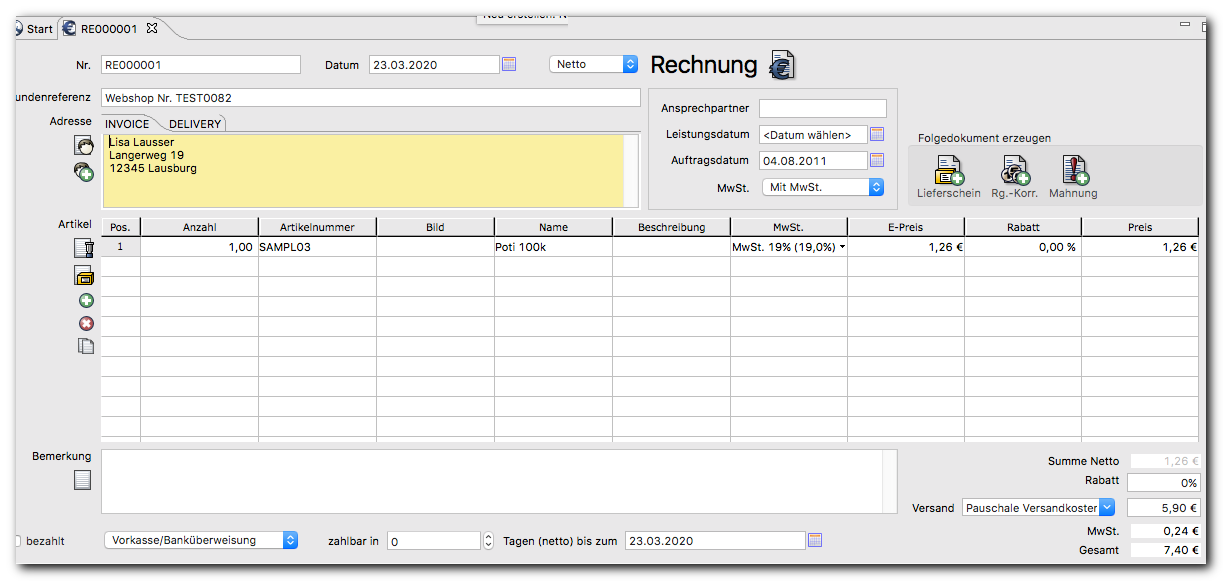 Neu erstellen: N
Start RE000001
Nr. RE000001 Datum 23.03.2020 Netto Rechnung
undenreferenz Webshop Nr. TEST0082
Ansprechpartner
Adresse INVOICE DELIVERY
Leistungsdatum <Datum wählen>
Folgedokument erzeugen
Lisa Lausser
Langerweg 19
12345 Lausburg
Auftragsdatum 04.08.2011
MwSt. Mit MwSt.
Lieferschein Rg.-Korr. Mahnung
Artikel Pos. Anzahl Artikelnummer Bild Name Beschreibung MwSt. E-Preis Rabatt Preis
1 1,00 SAMPL03 Poti 100k MwSt. 19% (19,0%) 1,26 € 0,00 % 1,26 €
Bemerkung
Summe Netto 1,26 €
Rabatt 0%
Versand Pauschale Versandkoster 5,90 €
MwSt. 0,24 €
bezahlt Vorkasse/Banküberweisung zahlbar in 0 Tagen (netto) bis zum 23.03.2020
Gesamt 7,40 €